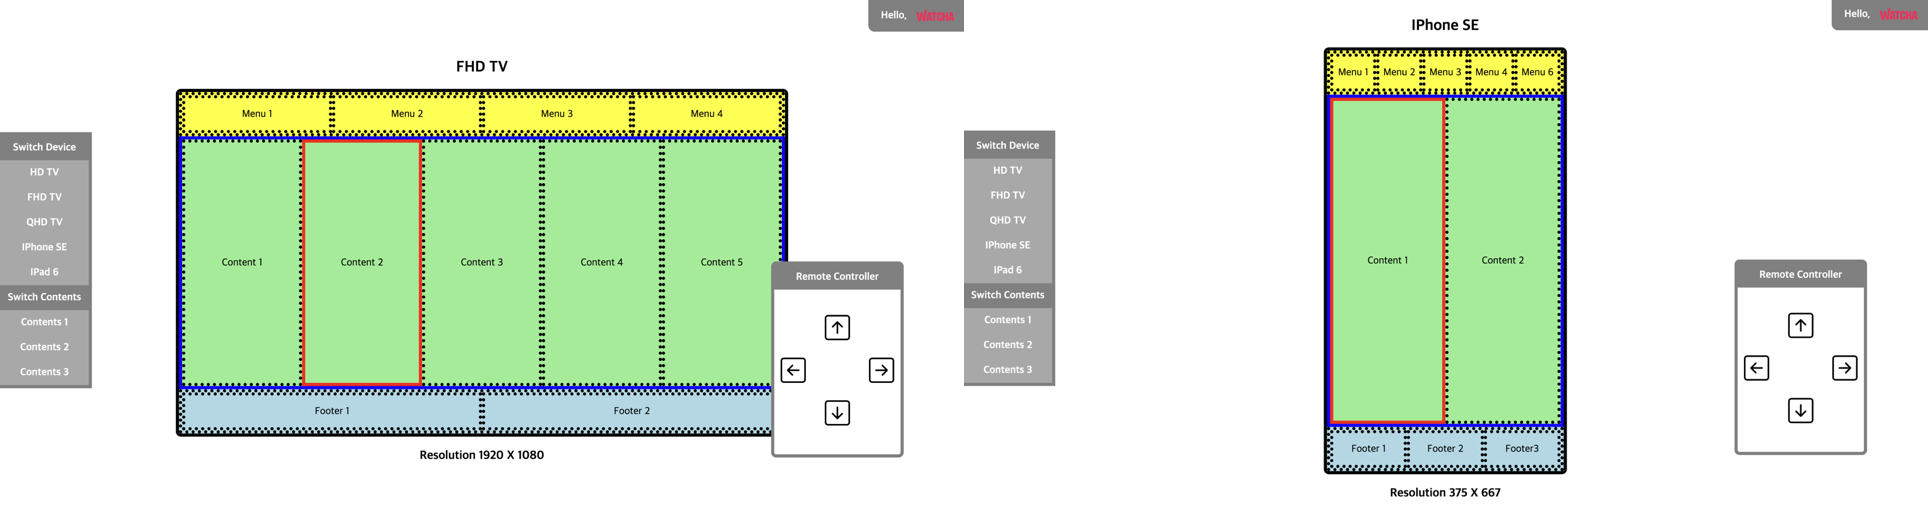 Hello, WATCHA
FHD TV
Menu 1 Menu 2 Menu 3 Menu 4
Switch Device
HD TV
FHD TV
QHD TV
IPhone SE
IPad 6
Switch Contents
Contents 1
Contents 2
Contents 3
Content 1 Content 2 Content 3 Content 4 Content 5
Remote Controller
Footer 1 Footer 2
Resolution 1920 X 1080
Hello, WATCHA
IPhone SE
Menu 1 Menu 2 Menu 3 Menu 4 Menu 6
Switch Device
HD TV
FHD TV
QHD TV
IPhone SE
IPad 6
Switch Contents
Contents 1
Contents 2
Contents 3
Content 1 Content 2
Remote Controller
Footer 1 Footer 2 Footer3
Resolution 375 X 667